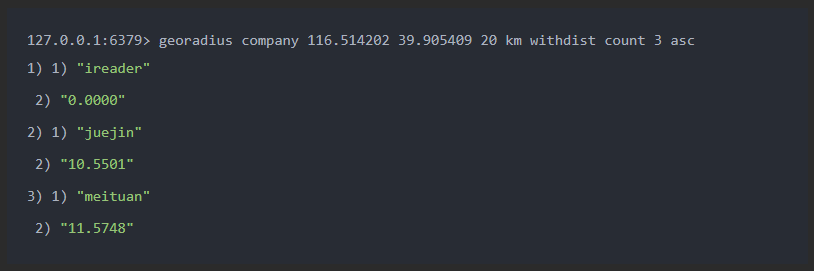 127.0.0.1:6379> georadius company 116.514202 39.905409 20 km withdist count 3 asc
1) 1) "ireader"
2) "0.0000"
2) 1) "juejin"
2) "10.5501"
3) 1) "meituan"
2) "11.5748"